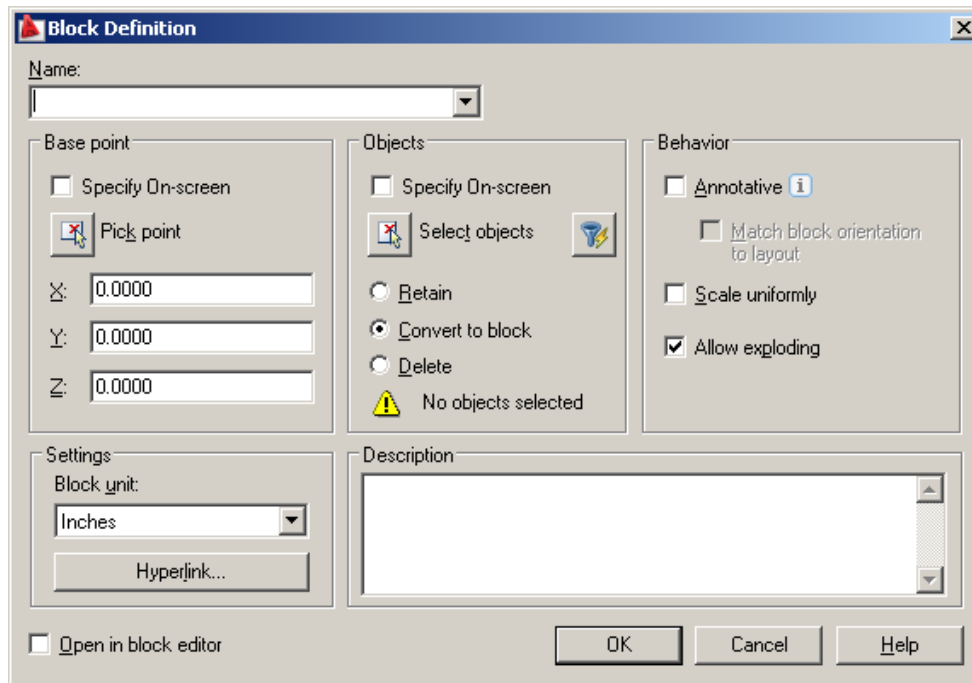 Block Definition
Name:
Base point
Specify On-screen
Pick point
X: 0.0000
Y: 0.0000
Z: 0.0000
Objects
Specify On-screen
Select objects
Retain
Convert to block
Delete
No objects selected
Behavior
Annotative
Match block orientation
to layout
Scale uniformly
Allow exploding
Settings
Block unit:
Inches
Hyperlink...
Description
Open in block editor
OK
Cancel
Help